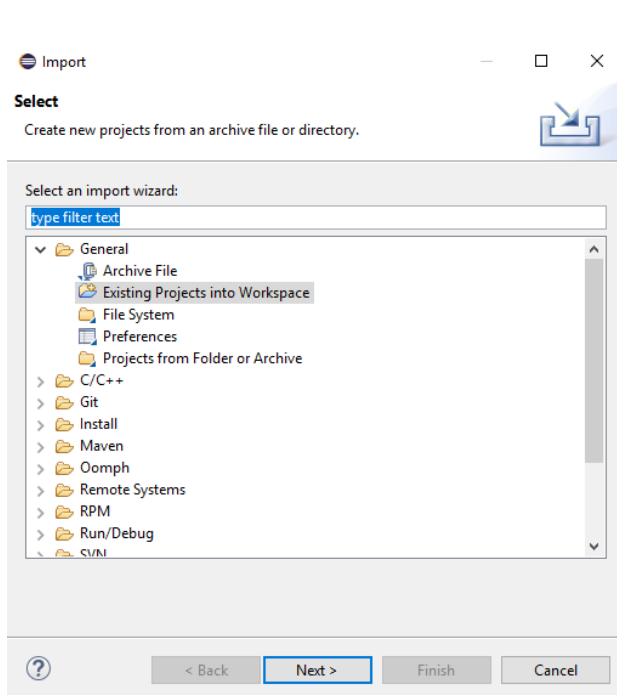 Import
Select
Create new projects from an archive file or directory.
Select an import wizard:
type filter text
General
Archive File
Existing Projects into Workspace
File System
Preferences
Projects from Folder or Archive
C/C++
Git
Install
Maven
Oomph
Remote Systems
RPM
Run/Debug
SVN
?
< Back Next > Finish Cancel